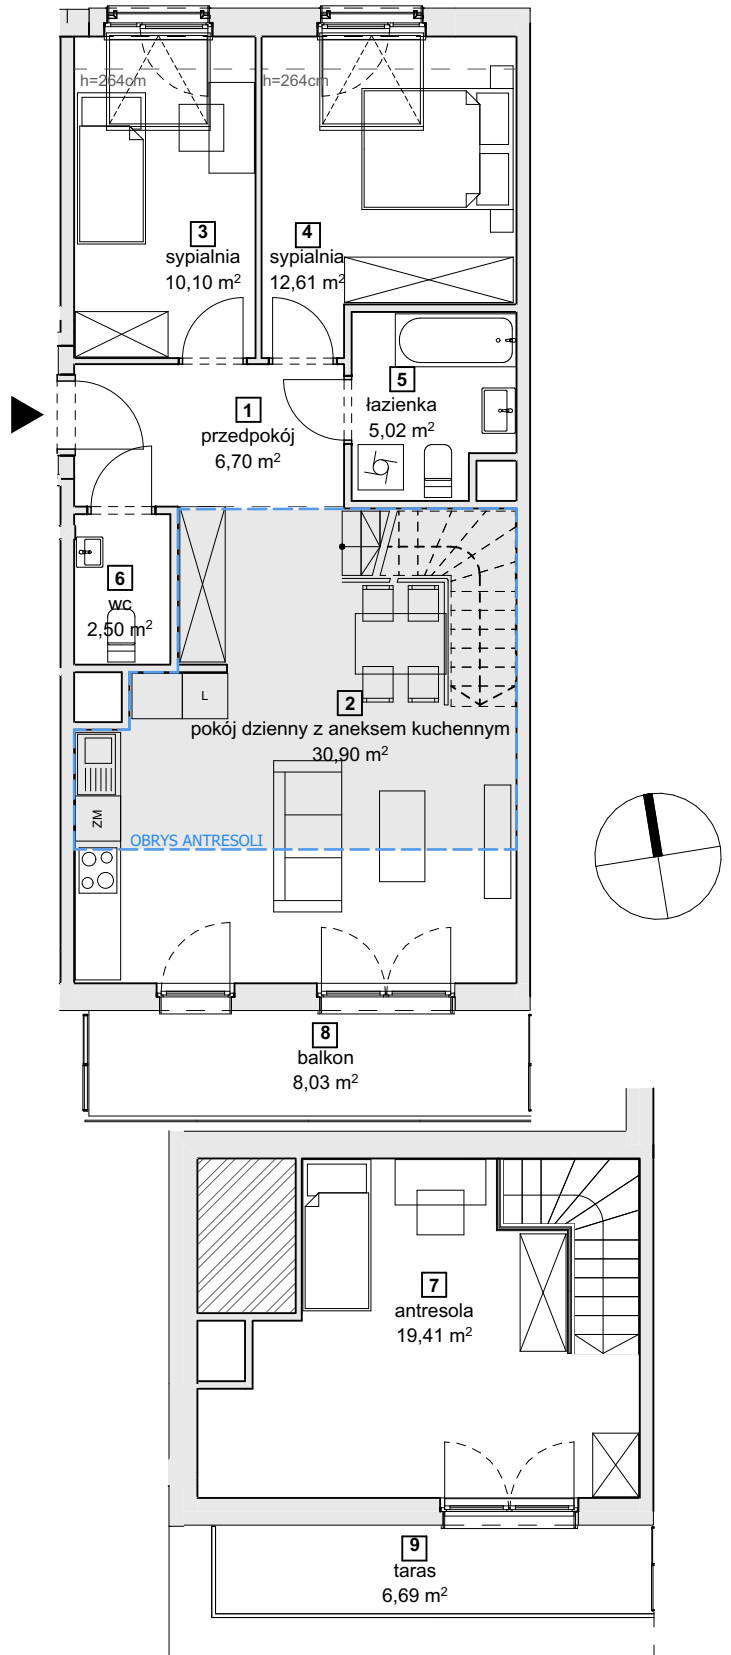 h=264cm
h=264cm
3
sypialnia
10,10 m²
4
sypialnia
12,61 m²
5
łazienka
5,02 m²
1
przedpokój
6,70 m²
6
wc
2,50 m²
L
2
pokój dzienny z aneksem kuchennym
30,90 m²
ZM
OBRYS ANTRESOLI
8
balkon
8,03 m²
7
antresola
19,41 m²
9
taras
6,69 m²